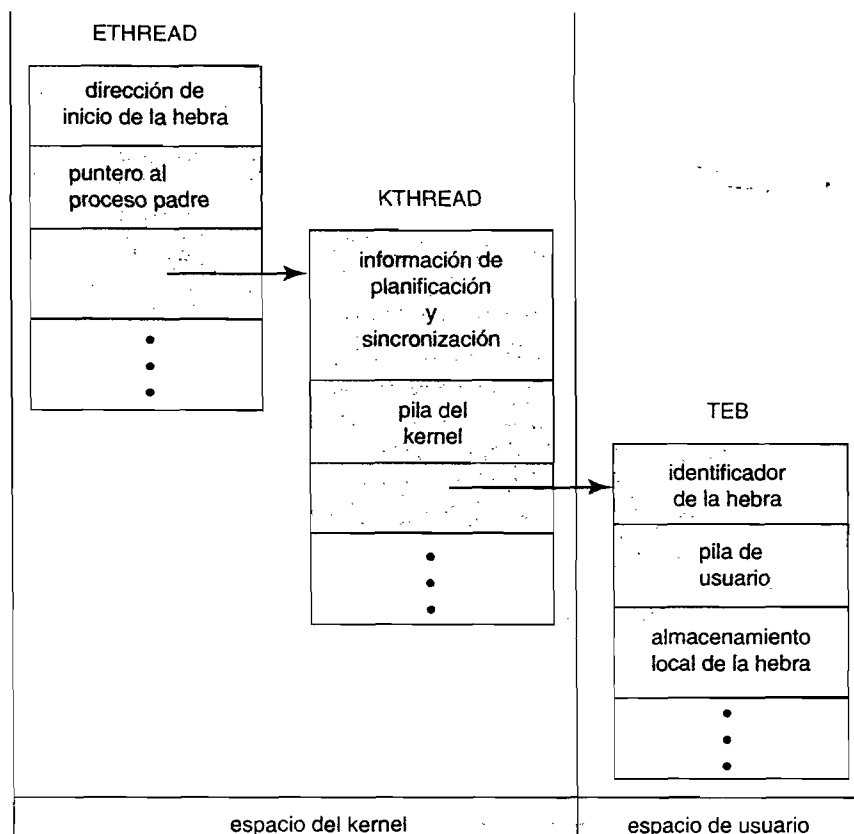 ETHREAD
dirección de
inicio de la hebra
puntero al
proceso padre
KTHREAD
información de
planificación
y
sincronización
pila del
kernel
TEB
identificador
de la hebra
pila de
usuario
almacenamiento
local de la hebra
espacio del kernel
espacio de usuario